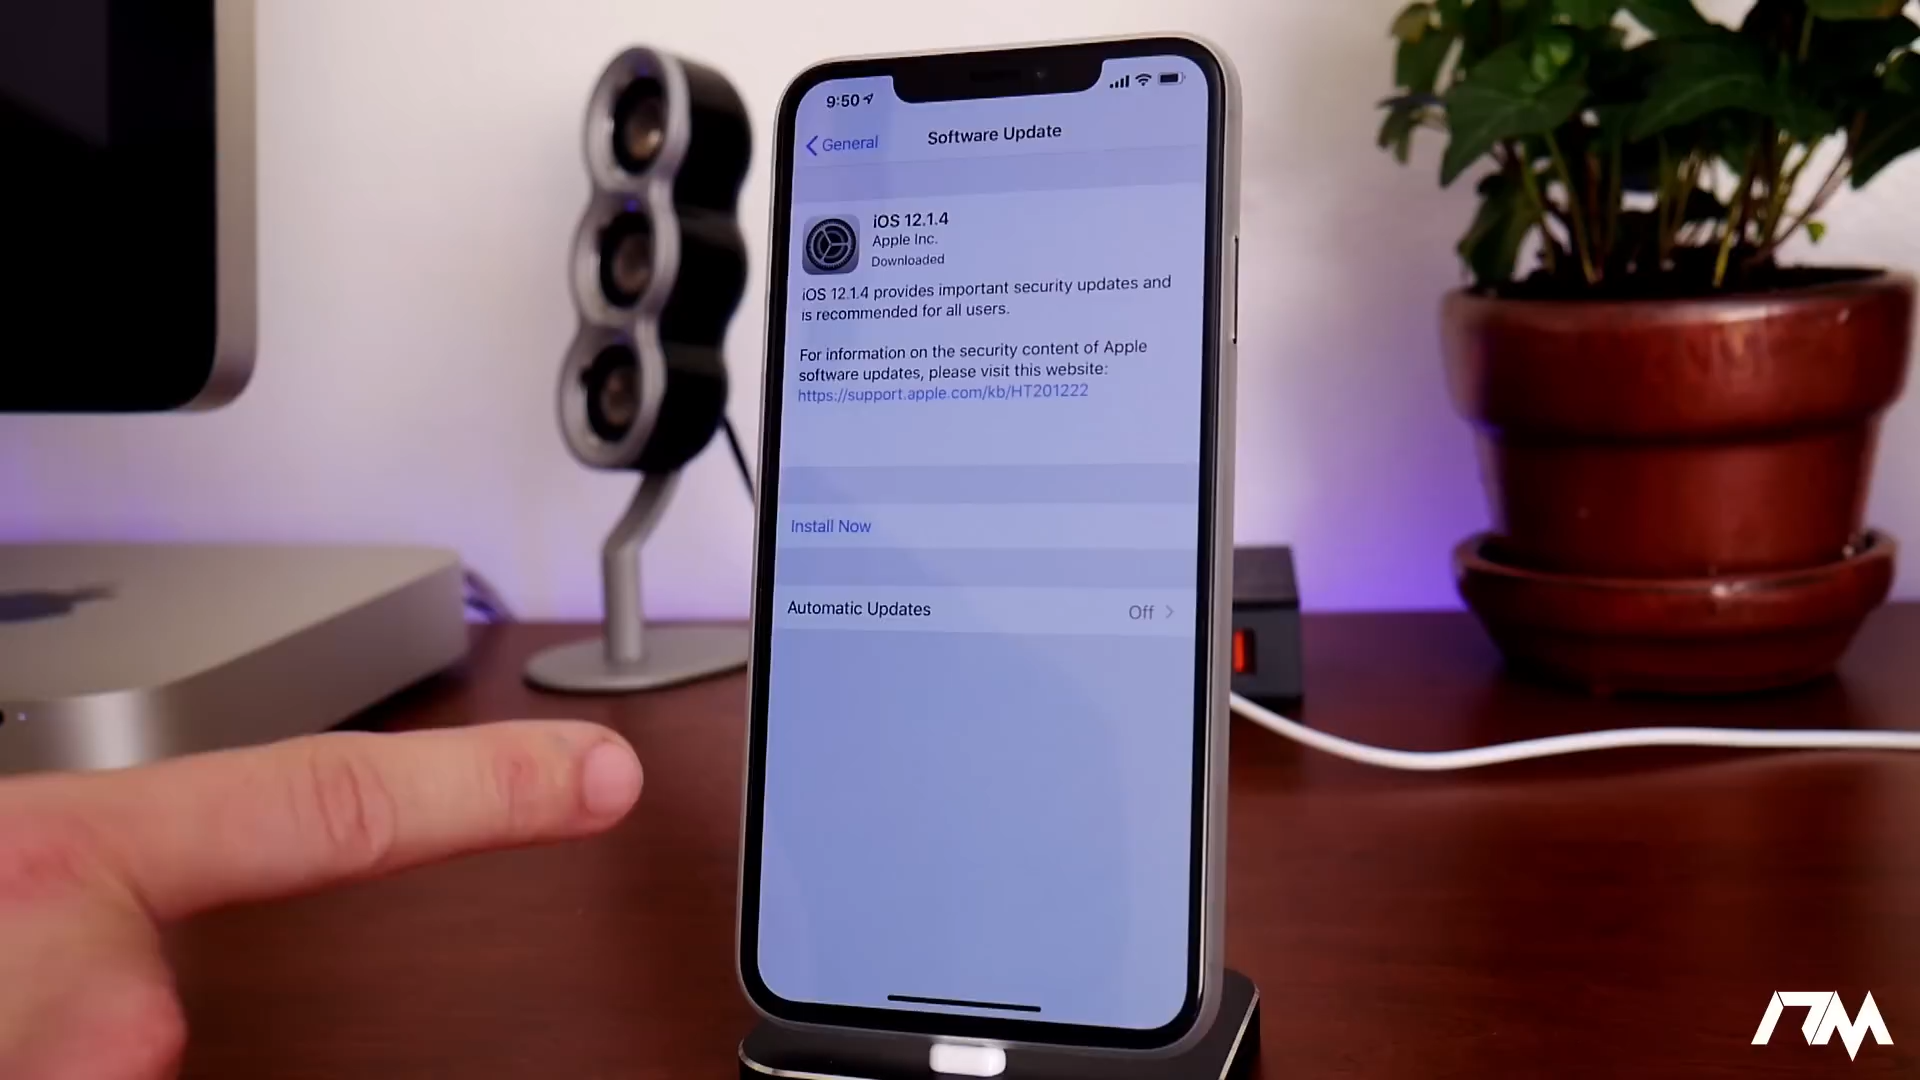 9:50
General
Software Update
iOS 12.1.4
Apple Inc.
Downloaded
iOS 12.1.4 provides important security updates and
is recommended for all users.
For information on the security content of Apple
software updates, please visit this website:
https://support.apple.com/kb/HT201222
Install Now
Automatic Updates
Off